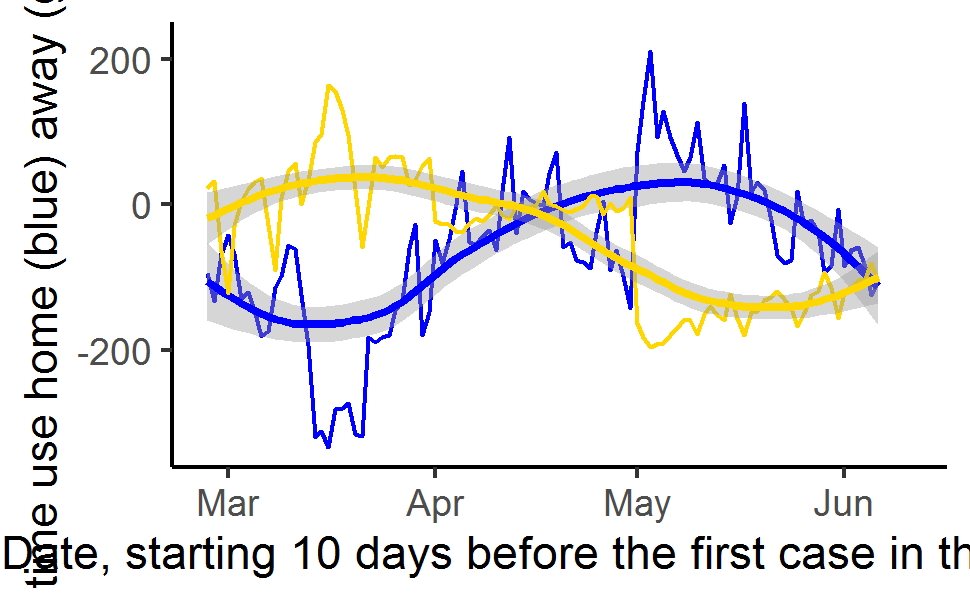 time use home (blue) away (
200
0
-200
Mar Apr May Jun
Date, starting 10 days before the first case in th